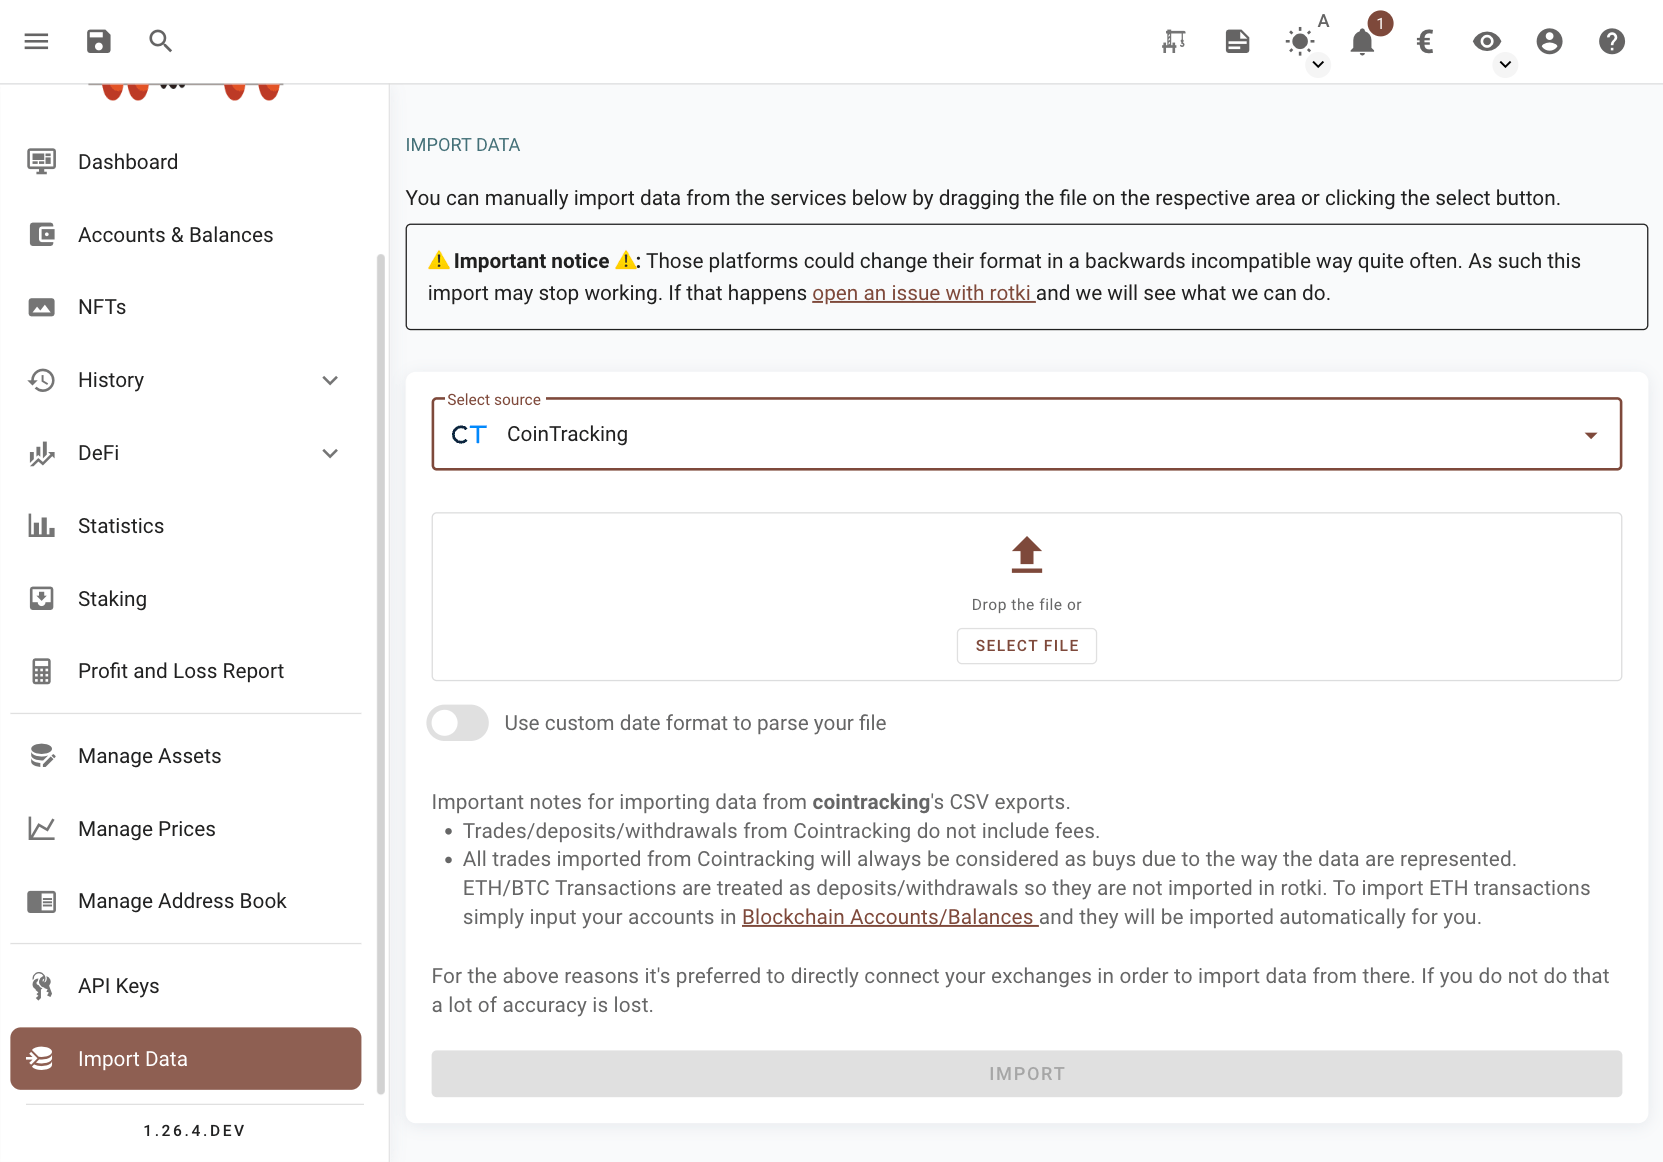 A
1
€
Dashboard
Accounts & Balances
NFTs
History
DeFi
Statistics
Staking
Profit and Loss Report
Manage Assets
Manage Prices
Manage Address Book
API Keys
Import Data
1.26.4.DEV
IMPORT DATA
You can manually import data from the services below by dragging the file on the respective area or clicking the select button.
⚠️ Important notice ⚠️: Those platforms could change their format in a backwards incompatible way quite often. As such this
import may stop working. If that happens open an issue with rotki and we will see what we can do.
Select source
CT CoinTracking
Drop the file or
SELECT FILE
Use custom date format to parse your file
Important notes for importing data from cointracking's CSV exports.
• Trades/deposits/withdrawals from Cointracking do not include fees.
• All trades imported from Cointracking will always be considered as buys due to the way the data are represented.
ETH/BTC Transactions are treated as deposits/withdrawals so they are not imported in rotki. To import ETH transactions
simply input your accounts in Blockchain Accounts/Balances and they will be imported automatically for you.
For the above reasons it's preferred to directly connect your exchanges in order to import data from there. If you do not do that
a lot of accuracy is lost.
IMPORT